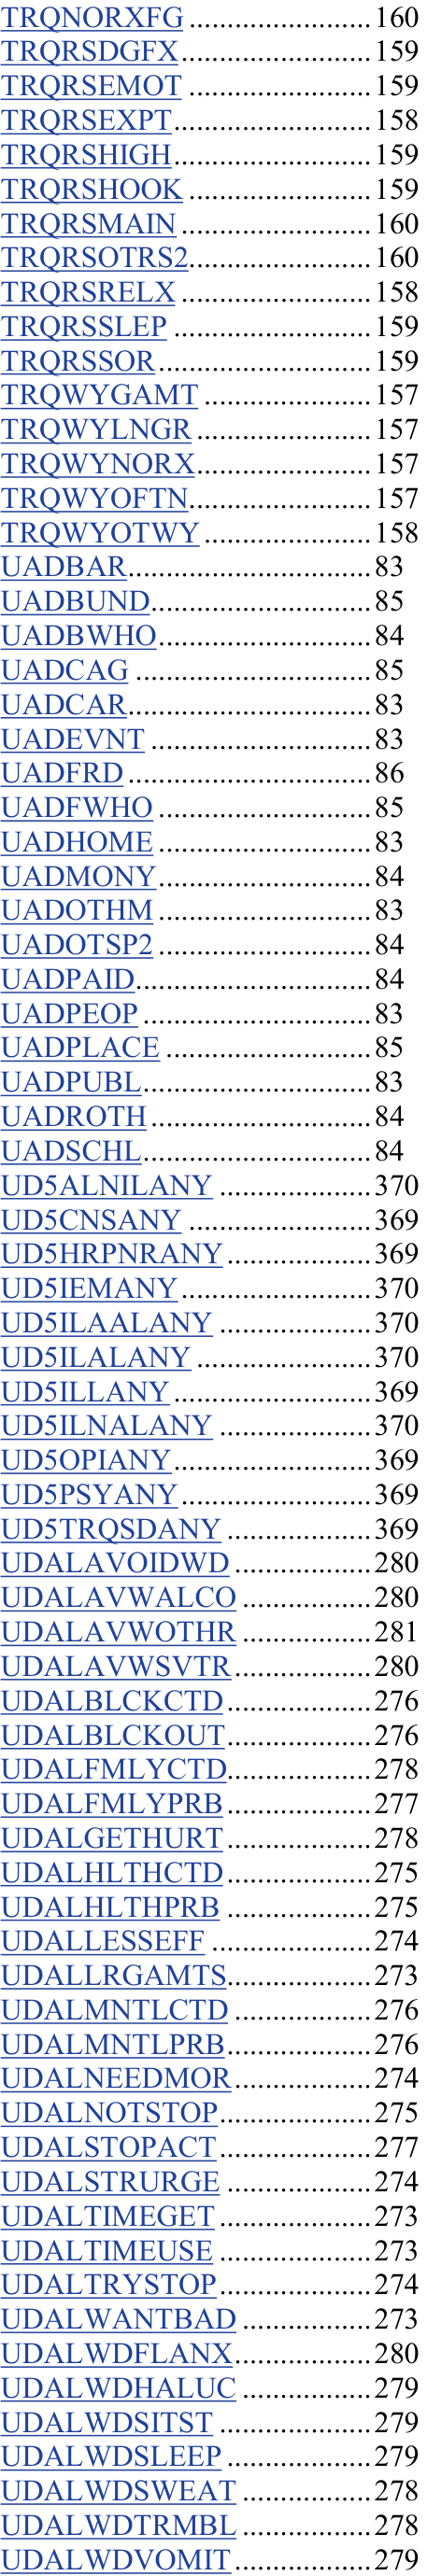 TRQNORXFG ........................ 160
TRQRSDGFX ......................... 159
TRQRSEMOT ........................ 159
TRQRSEXPT .......................... 158
TRQRSHIGH .......................... 159
TRQRSHOOK ........................ 159
TRQRSMAIN ......................... 160
TRQRSOTRS2 ........................ 160
TRQRSRELX ......................... 158
TRQRSSLEP .......................... 159
TRQRSSOR ............................ 159
TRQWYGAMT ...................... 157
TRQWYLNGR ....................... 157
TRQWYNORX ....................... 157
TRQWYOFTN ........................ 157
TRQWYOTWY ...................... 158
UADBAR ................................ 83
UADBUND ............................. 85
UADBWHO ............................ 84
UADCAG ............................... 85
UADCAR ................................ 83
UADEVNT ............................. 83
UADFRD ................................ 86
UADFWHO ............................ 85
UADHOME ............................ 83
UADMONY ............................ 84
UADOTHM ............................ 83
UADOTSP2 ............................ 84
UADPAID ............................... 84
UADPEOP .............................. 83
UADPLACE ........................... 85
UADPUBL .............................. 83
UADROTH ............................. 84
UADSCHL .............................. 84
UD5ALNILANY .................... 370
UD5CNSANY ........................ 369
UD5HRPNRANY ................... 369
UD5IEMANY ......................... 370
UD5ILAALANY .................... 370
UD5ILALANY ....................... 370
UD5ILLANY .......................... 369
UD5ILNALANY .................... 370
UD5OPIANY .......................... 369
UD5PSYANY ......................... 369
UD5TRQSDANY ................... 369
UDALAVOIDWD .................. 280
UDALAVWALCO ................. 280
UDALAVWOTHR ................. 281
UDALAVWSVTR .................. 280
UDALBLCKCTD ................... 276
UDALBLCKOUT ................... 276
UDALFMLYCTD ................... 278
UDALFMLYPRB ................... 277
UDALGETHURT ................... 278
UDALHLTHCTD ................... 275
UDALHLTHPRB ................... 275
UDALLESSEFF ..................... 274
UDALLRGAMTS ................... 273
UDALMNTLCTD .................. 276
UDALMNTLPRB ................... 276
UDALNEEDMOR .................. 274
UDALNOTSTOP .................... 275
UDALSTOPACT .................... 277
UDALSTRURGE ................... 274
UDALTIMEGET .................... 273
UDALTIMEUSE .................... 273
UDALTRYSTOP .................... 274
UDALWANTBAD ................. 273
UDALWDFLANX .................. 280
UDALWDHALUC ................. 279
UDALWDSITST .................... 279
UDALWDSLEEP ................... 279
UDALWDSWEAT ................. 278
UDALWDTRMBL ................. 278
UDALWDVOMIT .................. 279